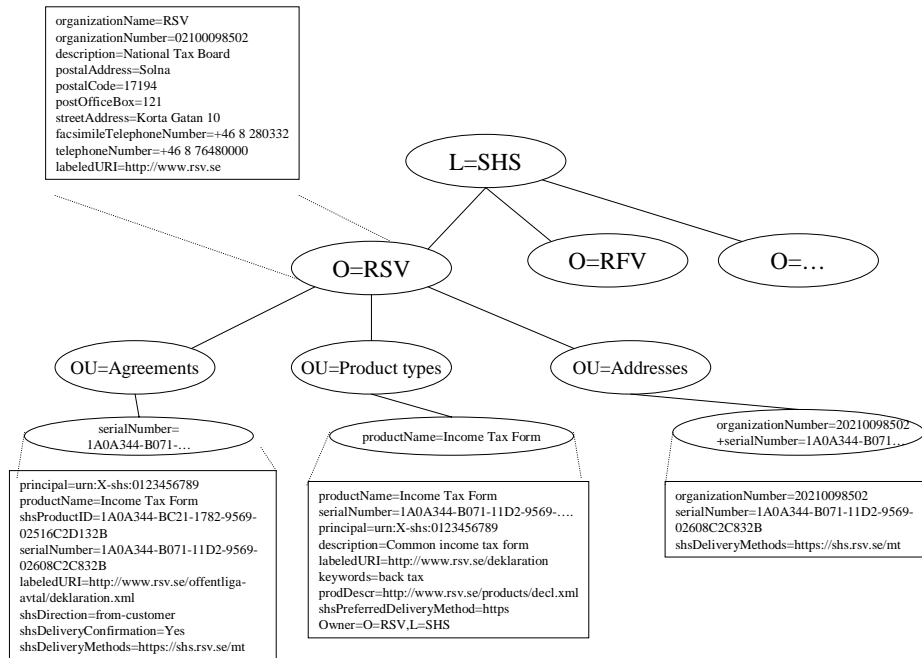 organizationName=RSV
organizationNumber=02100098502
description=National Tax Board
postalAddress=Solna
postalCode=17194
postOfficeBox=121
streetAddress=Korta Gatan 10
facsimileTelephoneNumber=+46 8 280332
telephoneNumber=+46 8 76480000
labeledURI=http://www.rsv.se
L=SHS
O=RSV
O=RFV
O=…
OU=Agreements
OU=Product types
OU=Addresses
serialNumber=
1A0A344-B071-…
productName=Income Tax Form
organizationNumber=20210098502
+serialNumber=1A0A344-B071…
principal=urn:X-shs:0123456789
productName=Income Tax Form
shsProductID=1A0A344-BC21-1782-9569-
02516C2D132B
serialNumber=1A0A344-B071-11D2-9569-
02608C2C832B
labeledURI=http://www.rsv.se/offentliga-
avtal/deklaration.xml
shsDirection=from-customer
shsDeliveryConfirmation=Yes
shsDeliveryMethods=https://shs.rsv.se/mt
productName=Income Tax Form
serialNumber=1A0A344-B071-11D2-9569-….
principal=urn:X-shs:0123456789
description=Common income tax form
labeledURI=http://www.rsv.se/deklaration
keywords=back tax
prodDescr=http://www.rsv.se/products/decl.xml
shsPreferredDeliveryMethod=https
Owner=O=RSV,L=SHS
organizationNumber=20210098502
serialNumber=1A0A344-B071-11D2-9569-
02608C2C832B
shsDeliveryMethods=https://shs.rsv.se/mt